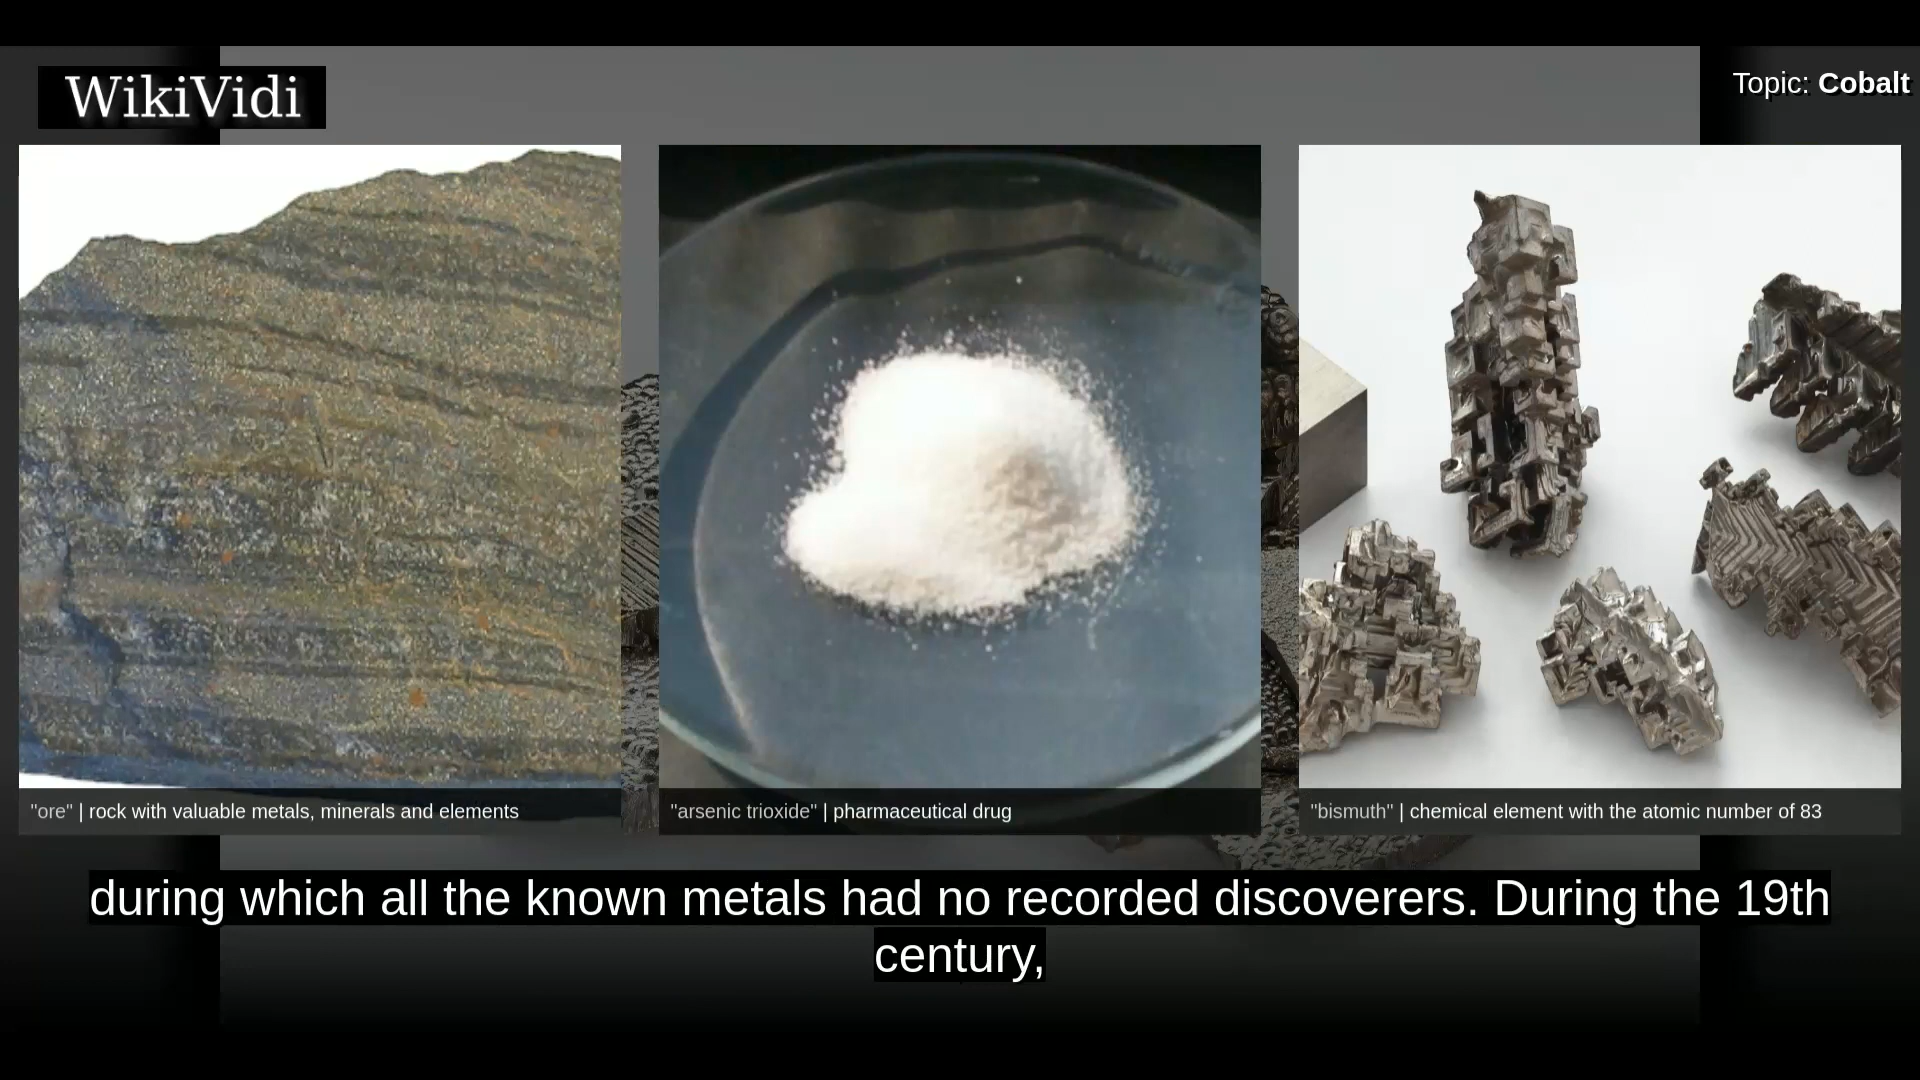 WikiVidi
Topic: Cobalt
"ore" | rock with valuable metals, minerals and elements
"arsenic trioxide" | pharmaceutical drug
"bismuth" | chemical element with the atomic number of 83
during which all the known metals had no recorded discoverers. During the 19th
century,